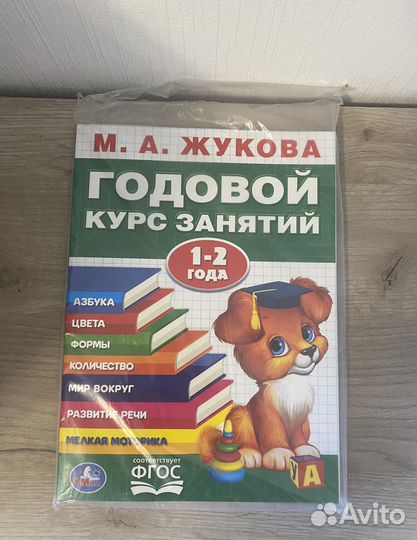 М. А. ЖУКОВА
ГОДОВОЙ
КУРС ЗАНЯТИЙ
1-2
ГОДА
АЗБУКА
ЦВЕТА
ФОРМЫ
КОЛИЧЕСТВО
МИР ВОКРУГ
РАЗВИТИЕ РЕЧИ
МЕЛКАЯ МОТОРИКА
соответствует
ФГОС
А
Avito